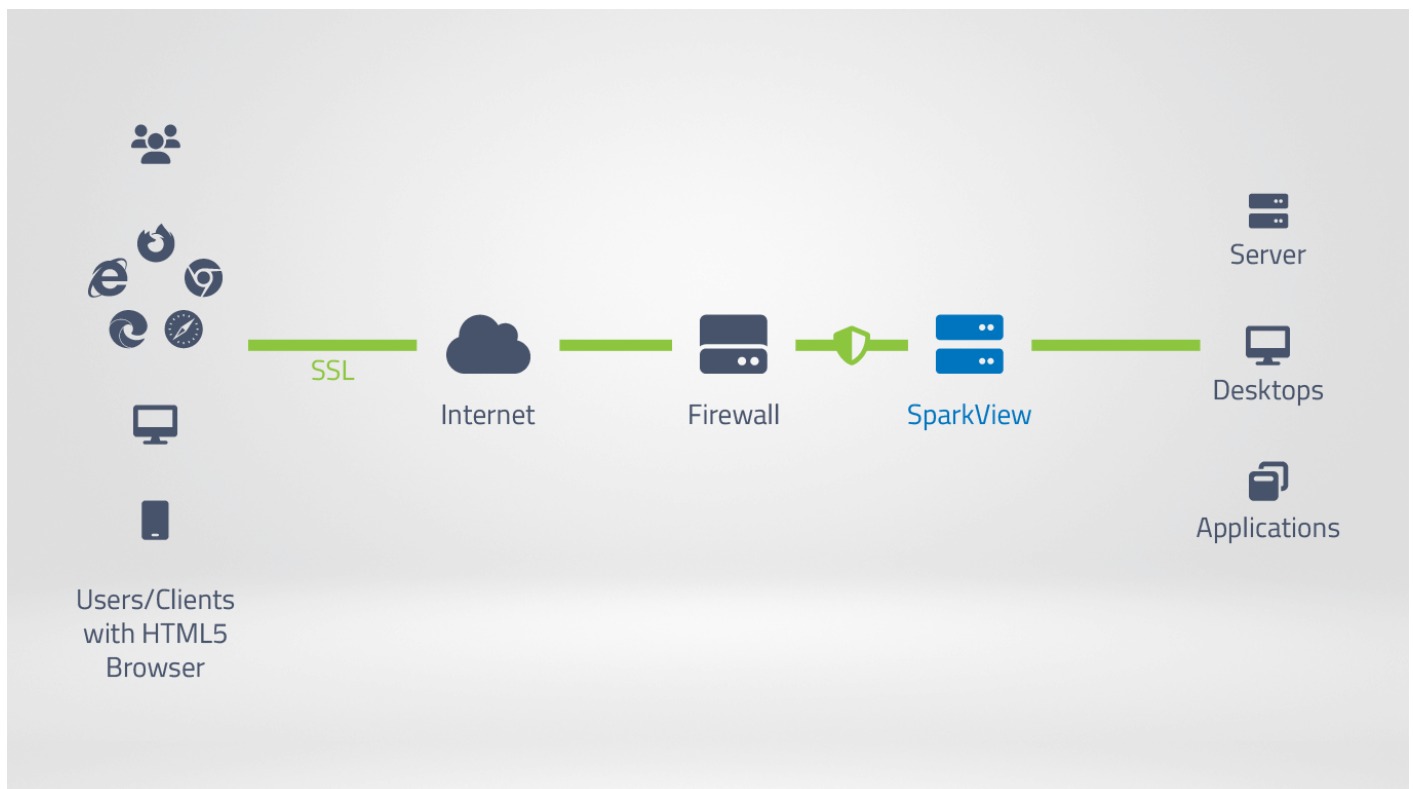 SSL
Internet
Firewall
SparkView
Server
Desktops
Applications
Users/Clients
with HTML5
Browser